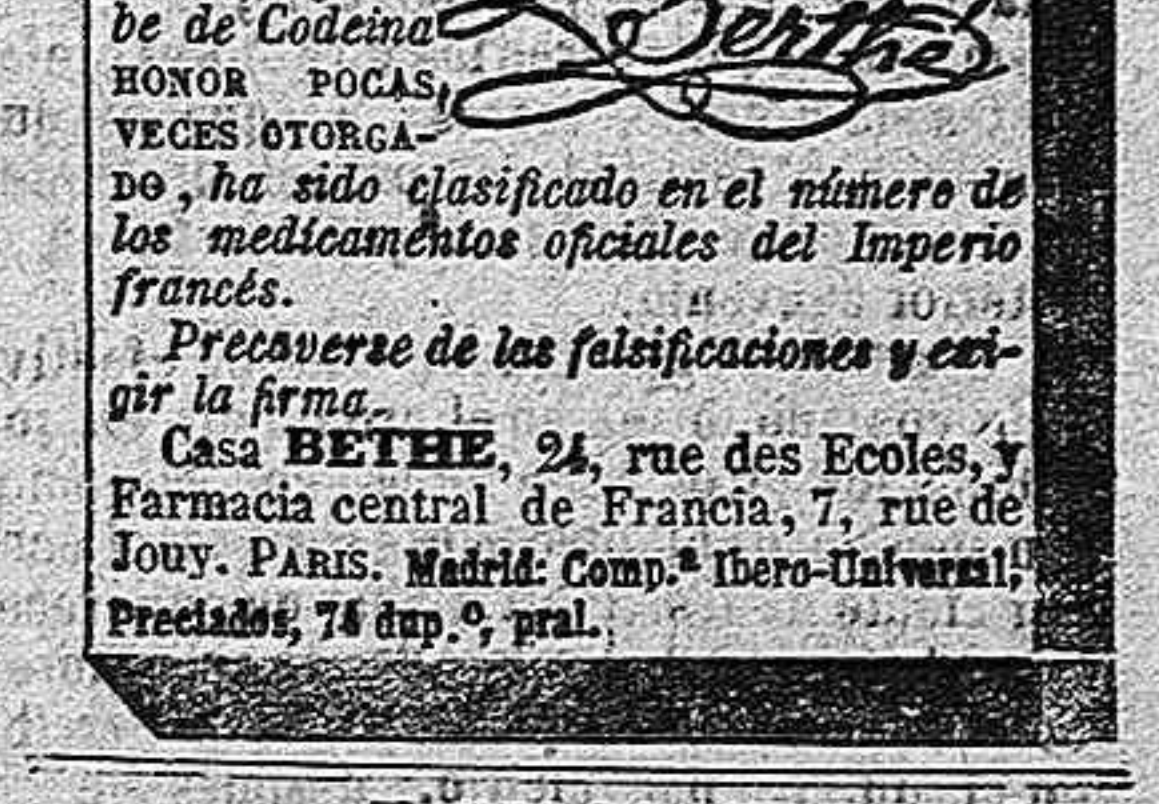 be de Codeina
Berthé
HONOR POCAS,
VECES OTORGA-
DO, ha sido clasificado en el número de
los medicamentos oficiales del Imperio
francés.
Precaverse de las falsificaciones y exi-
gir la firma.
Casa BETHE, 24, rue des Ecoles, y
Farmacia central de Francia, 7, rue de
Jouy. PARIS. Madrid: Comp.ª Ibero-Universal,
Preciados, dup.º, pral.